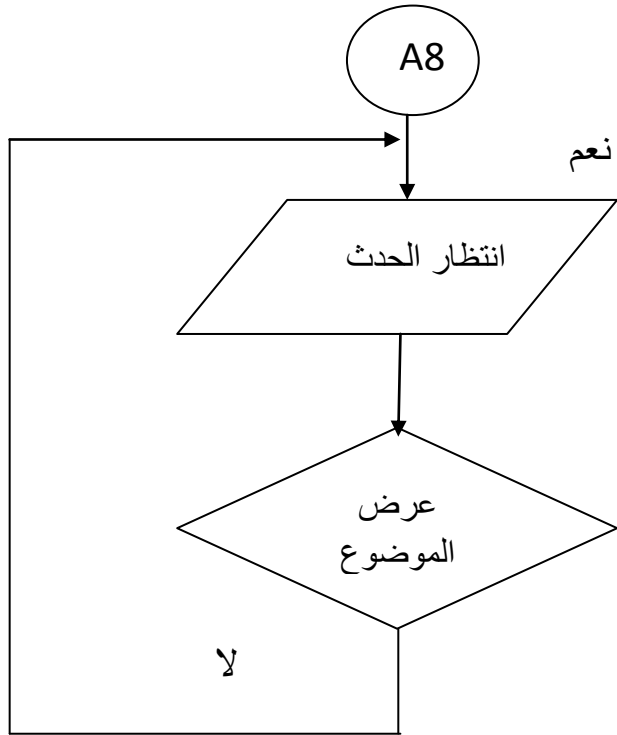 A8
نعم
انتظار الحدث
عرض
الموضوع
لا